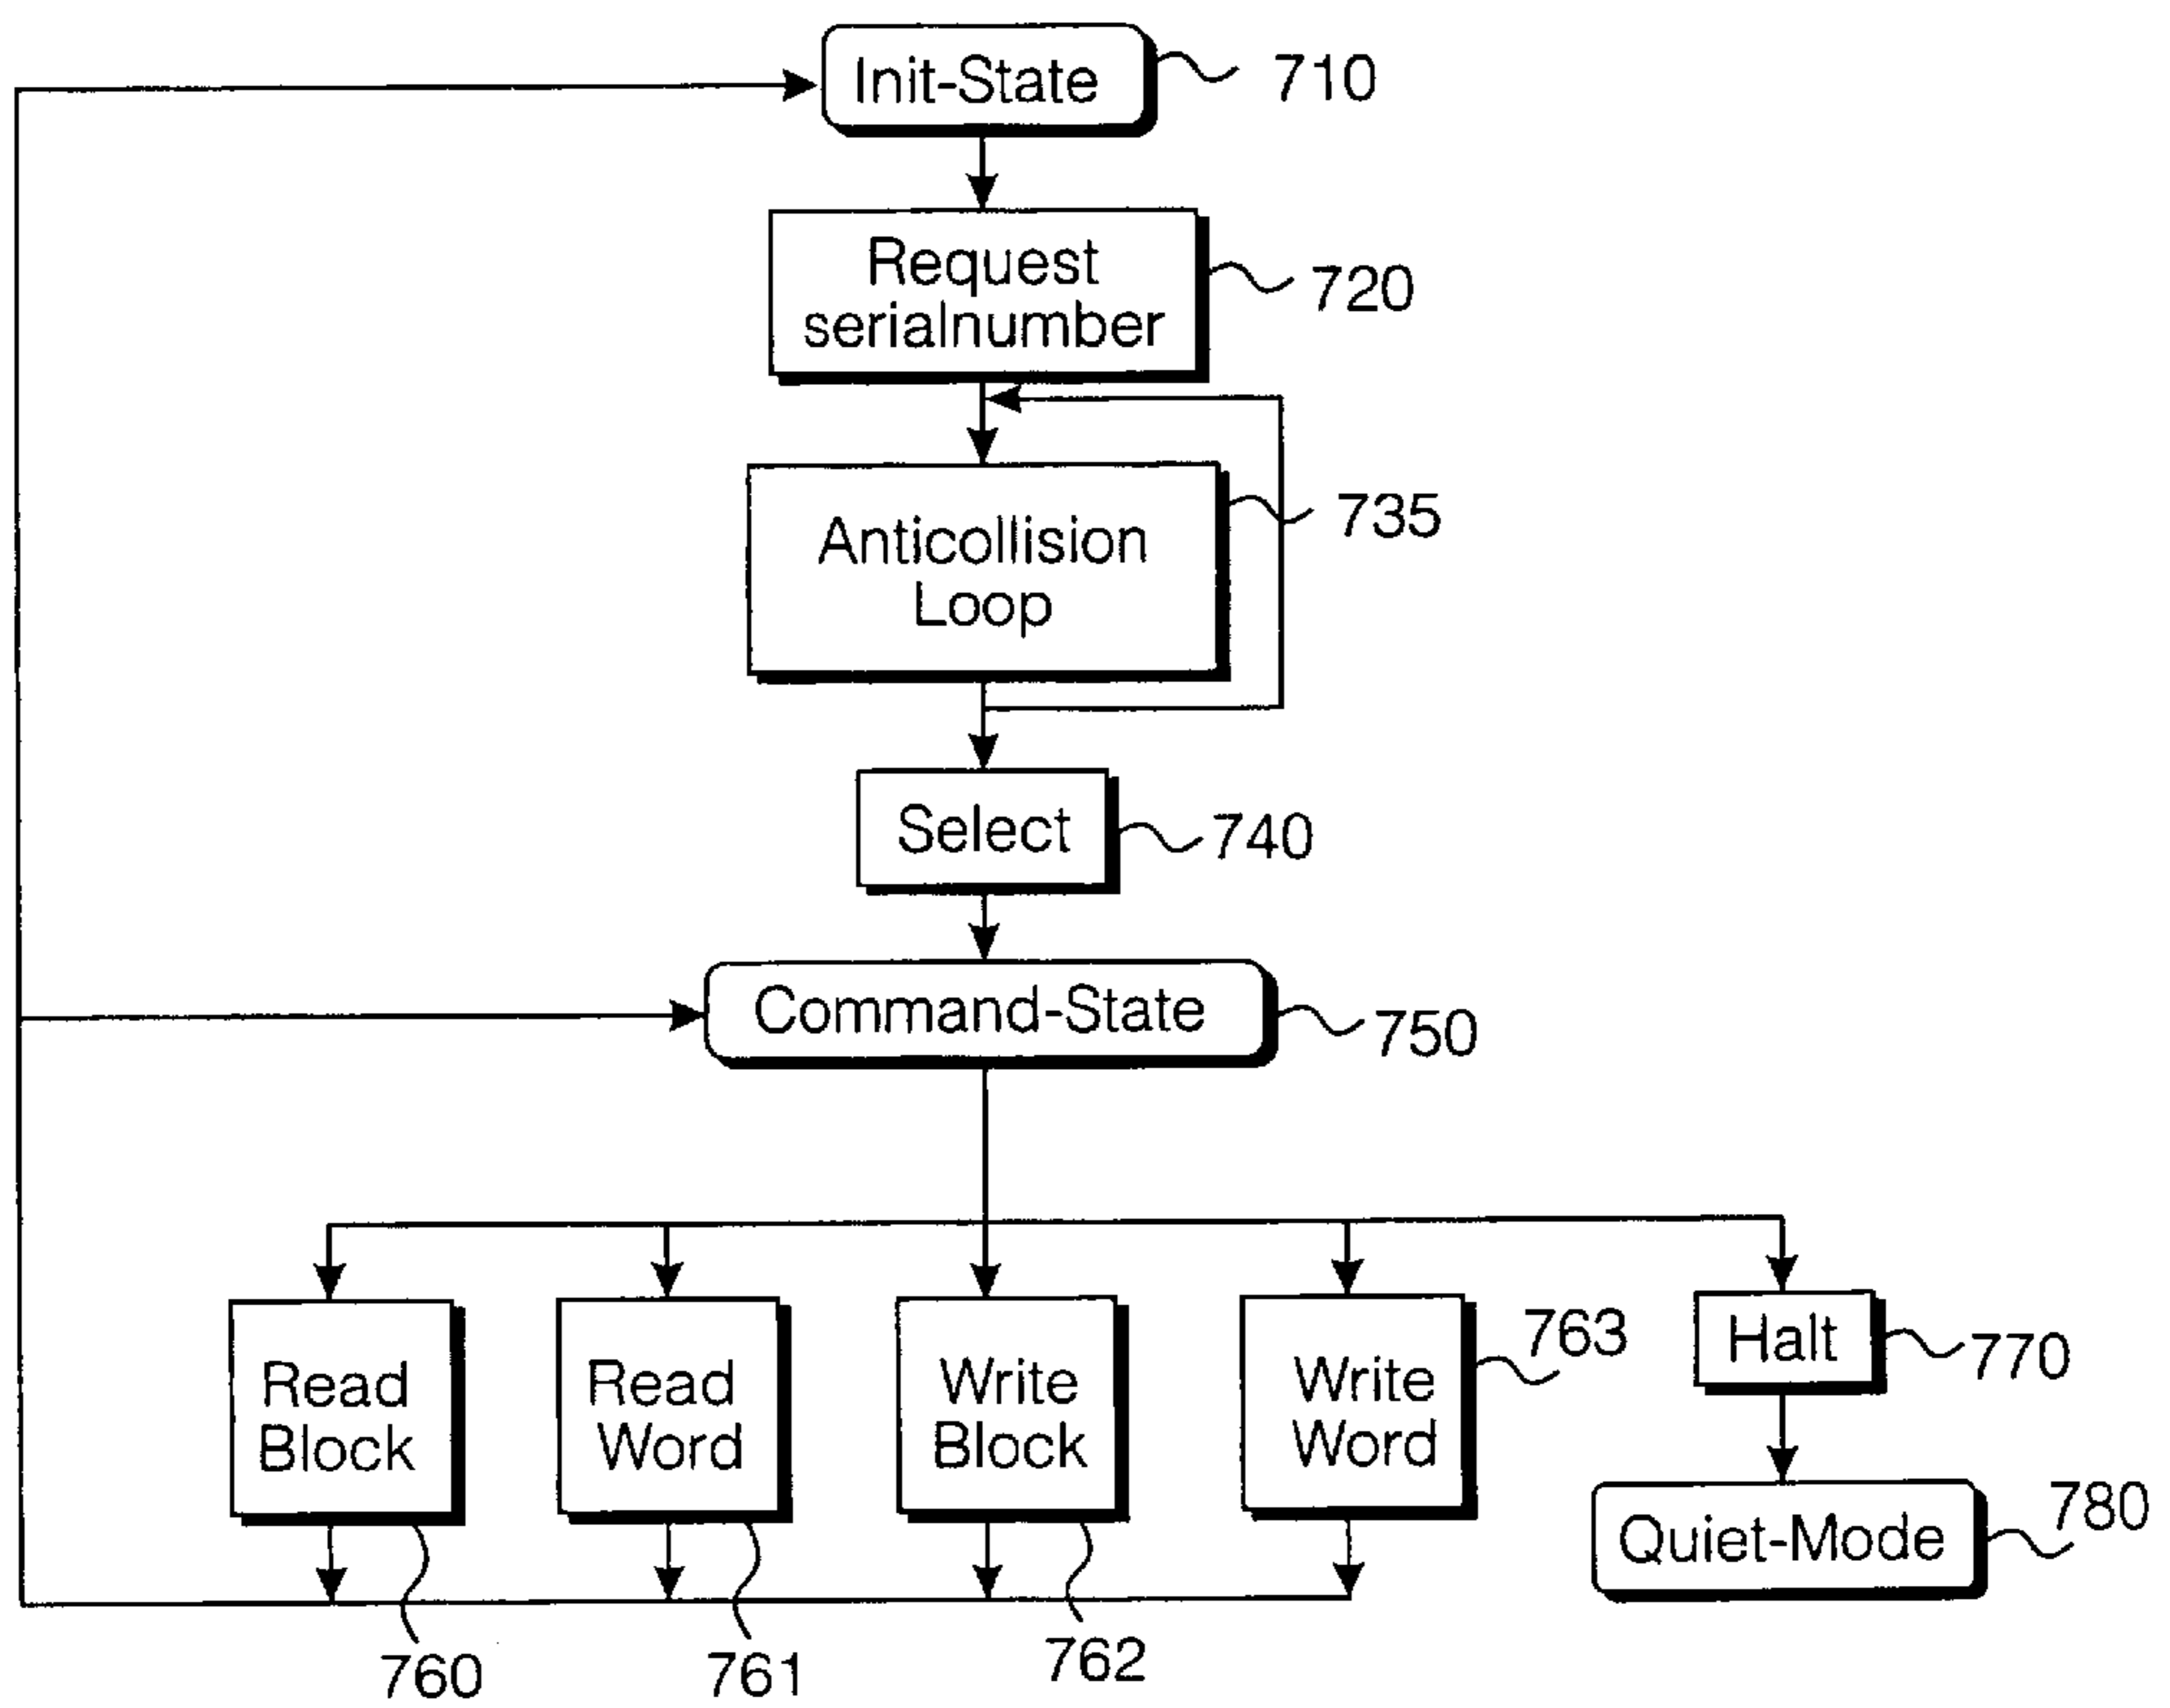 Init-State
710
Request
serialnumber
720
Anticollision
Loop
735
Select
740
Command-State
750
Read
Block
Read
Word
Write
Block
Write
Word
763
Halt
770
Quiet-Mode
780
760
761
762